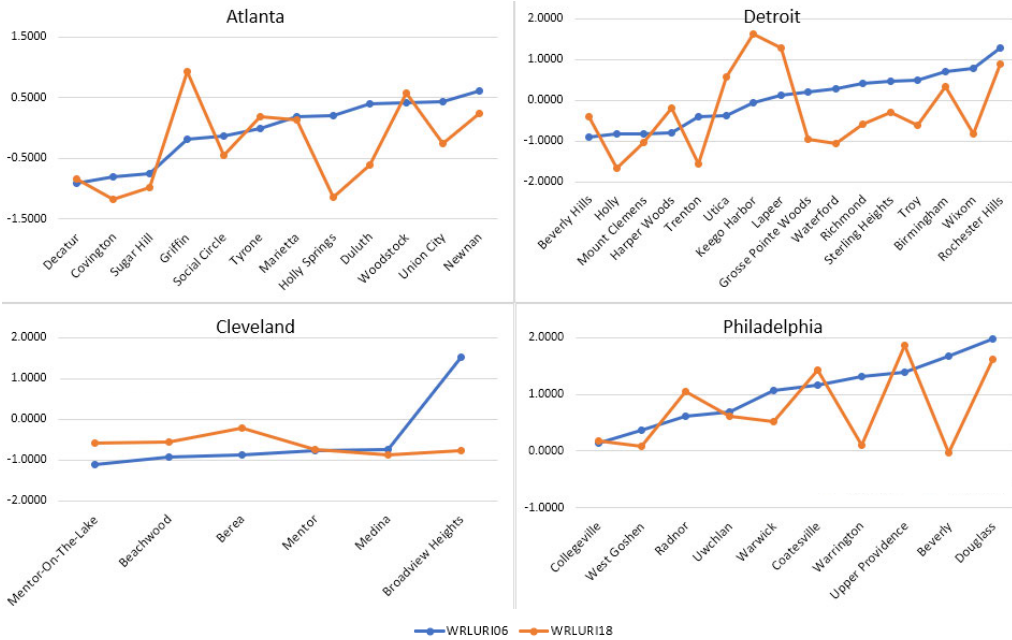 Atlanta
1.5000
0.5000
-0.5000
-1.5000
Decatur
Covington
Sugar Hill
Griffin
Social Circle
Tyrone
Marietta
Holly Springs
Duluth
Woodstock
Union City
Newnan
Detroit
2.0000
1.0000
0.0000
-1.0000
-2.0000
Beverly Hills
Holly
Mount Clemens
Harper Woods
Trenton
Utica
Keego Harbor
Lapeer
Grosse Pointe Woods
Waterford
Richmond
Sterling Heights
Troy
Birmingham
Wixom
Rochester Hills
Cleveland
2.0000
1.0000
0.0000
-1.0000
-2.0000
Mentor-On-The-Lake
Beachwood
Berea
Mentor
Medina
Broadview Heights
Philadelphia
2.0000
1.0000
0.0000
-1.0000
Collegeville
West Goshen
Radnor
Uwchlan
Warwick
Coatesville
Warrington
Upper Providence
Beverly
Douglass
WRLURI06 WRLURI18